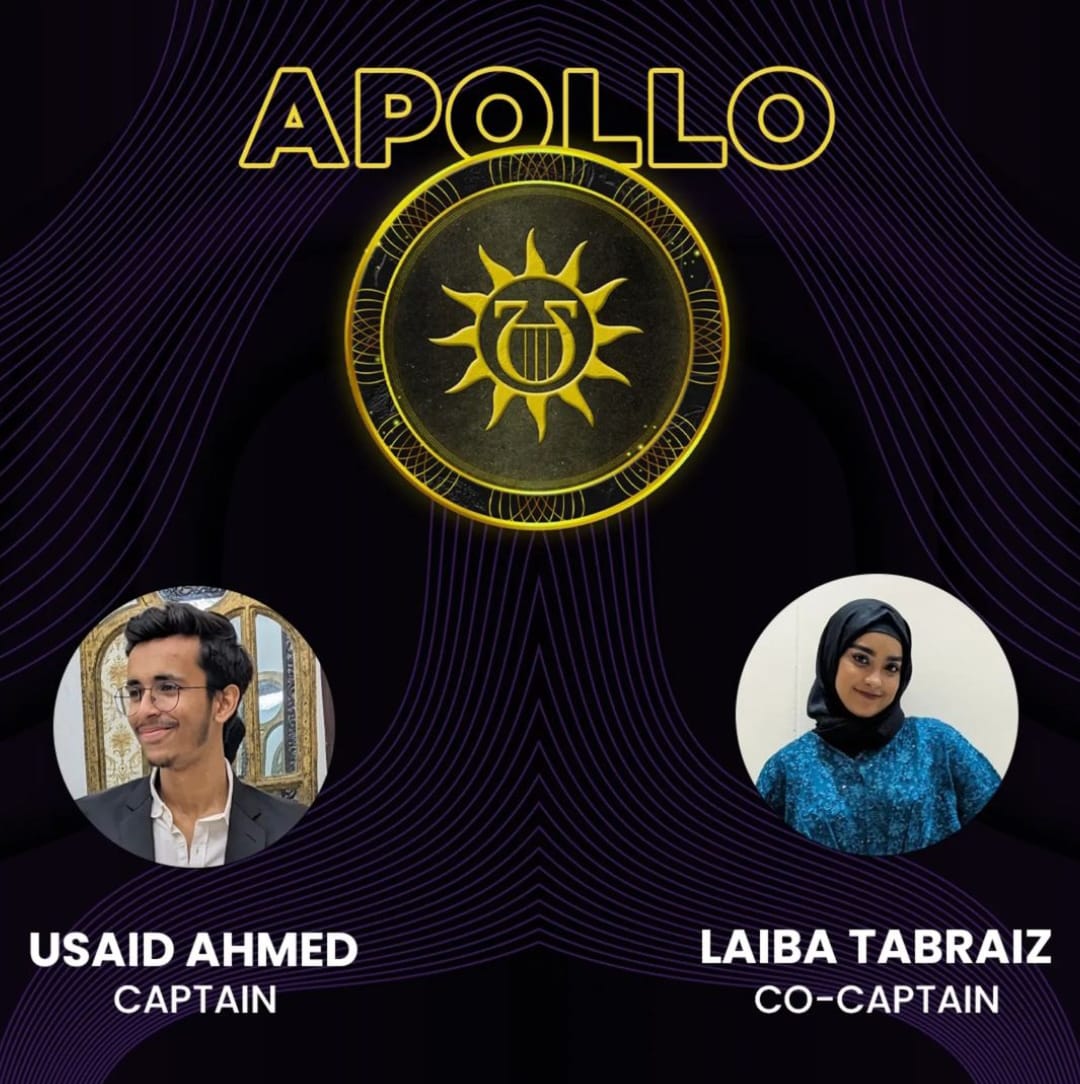 APOLLO
USAID AHMED
CAPTAIN
LAIBA TABRAIZ
CO-CAPTAIN